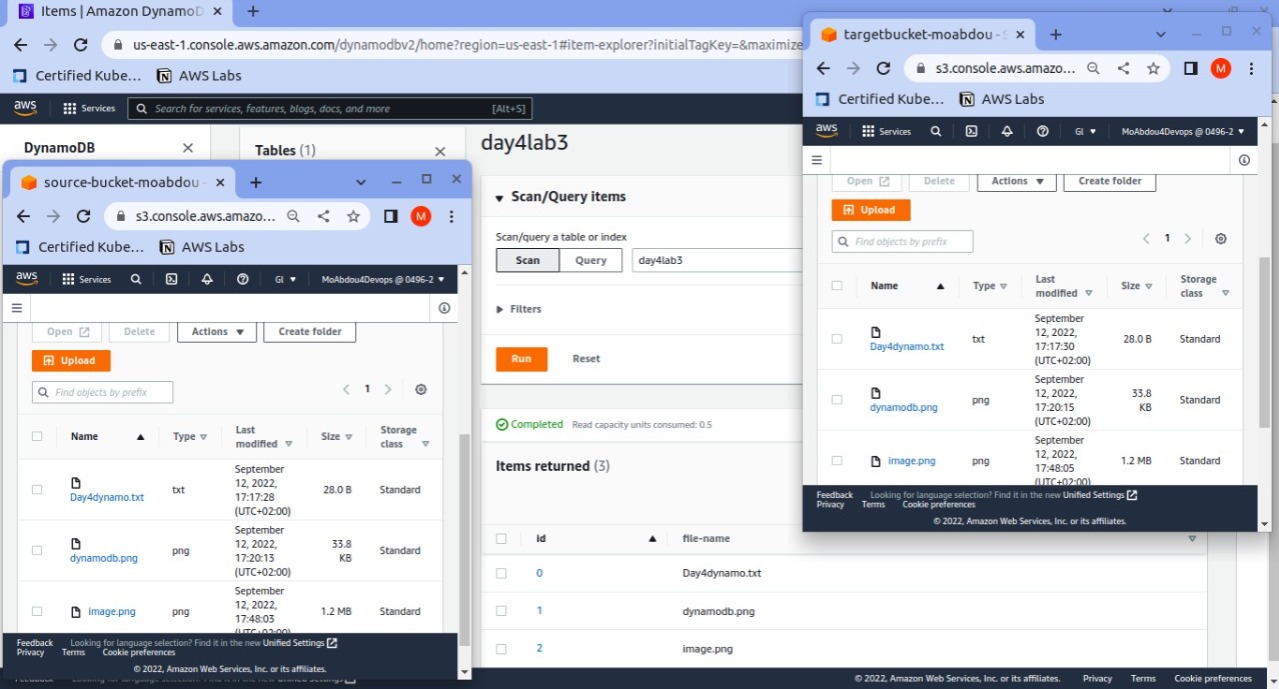 Items | Amazon DynamoD
us-east-1.console.aws.amazon.com/dynamodbv2/home?region=us-east-1#item-explorer?initialTagKey=&maximize
Certified Kube... AWS Labs
aws Services Search for services, features, blogs, docs, and more [Alt+S]
DynamoDB
Tables (1)
day4lab3
Scan/Query items
Scan/query a table or index
Scan Query day4lab3
Filters
Run Reset
Completed Read capacity units consumed: 0.5
Items returned (3)
id file-name
0 Day4dynamo.txt
1 dynamodb.png
2 image.png
© 2022, Amazon Web Services, Inc. or its affiliates. Privacy Terms Cookie preferences
source-bucket-moabdou -
s3.console.aws.amazo... M
Certified Kube... AWS Labs
aws Services Gl MoAbdou4Devops @ 0496-2
Open Delete Actions Create folder
Upload
Find objects by prefix 1
Name Type Last modified Size Storage class
Day4dynamo.txt txt September 12, 2022, 17:17:28 (UTC+02:00) 28.0 B Standard
dynamodb.png png September 12, 2022, 17:20:13 (UTC+02:00) 33.8 KB Standard
image.png png September 12, 2022, 17:48:03 (UTC+02:00) 1.2 MB Standard
Feedback Looking for language selection? Find it in the new Unified Settings
Privacy Terms Cookie preferences
© 2022, Amazon Web Services, Inc. or its affiliates.
targetbucket-moabdou - S
s3.console.aws.amazo... M
Certified Kube... AWS Labs
aws Services Gl MoAbdou4Devops @ 0496-2
Open Delete Actions Create folder
Upload
Find objects by prefix 1
Name Type Last modified Size Storage class
Day4dynamo.txt txt September 12, 2022, 17:17:30 (UTC+02:00) 28.0 B Standard
dynamodb.png png September 12, 2022, 17:20:15 (UTC+02:00) 33.8 KB Standard
image.png png September 12, 2022, 17:48:05 (UTC+02:00) 1.2 MB Standard
Feedback Looking for language selection? Find it in the new Unified Settings
Privacy Terms Cookie preferences
© 2022, Amazon Web Services, Inc. or its affiliates.